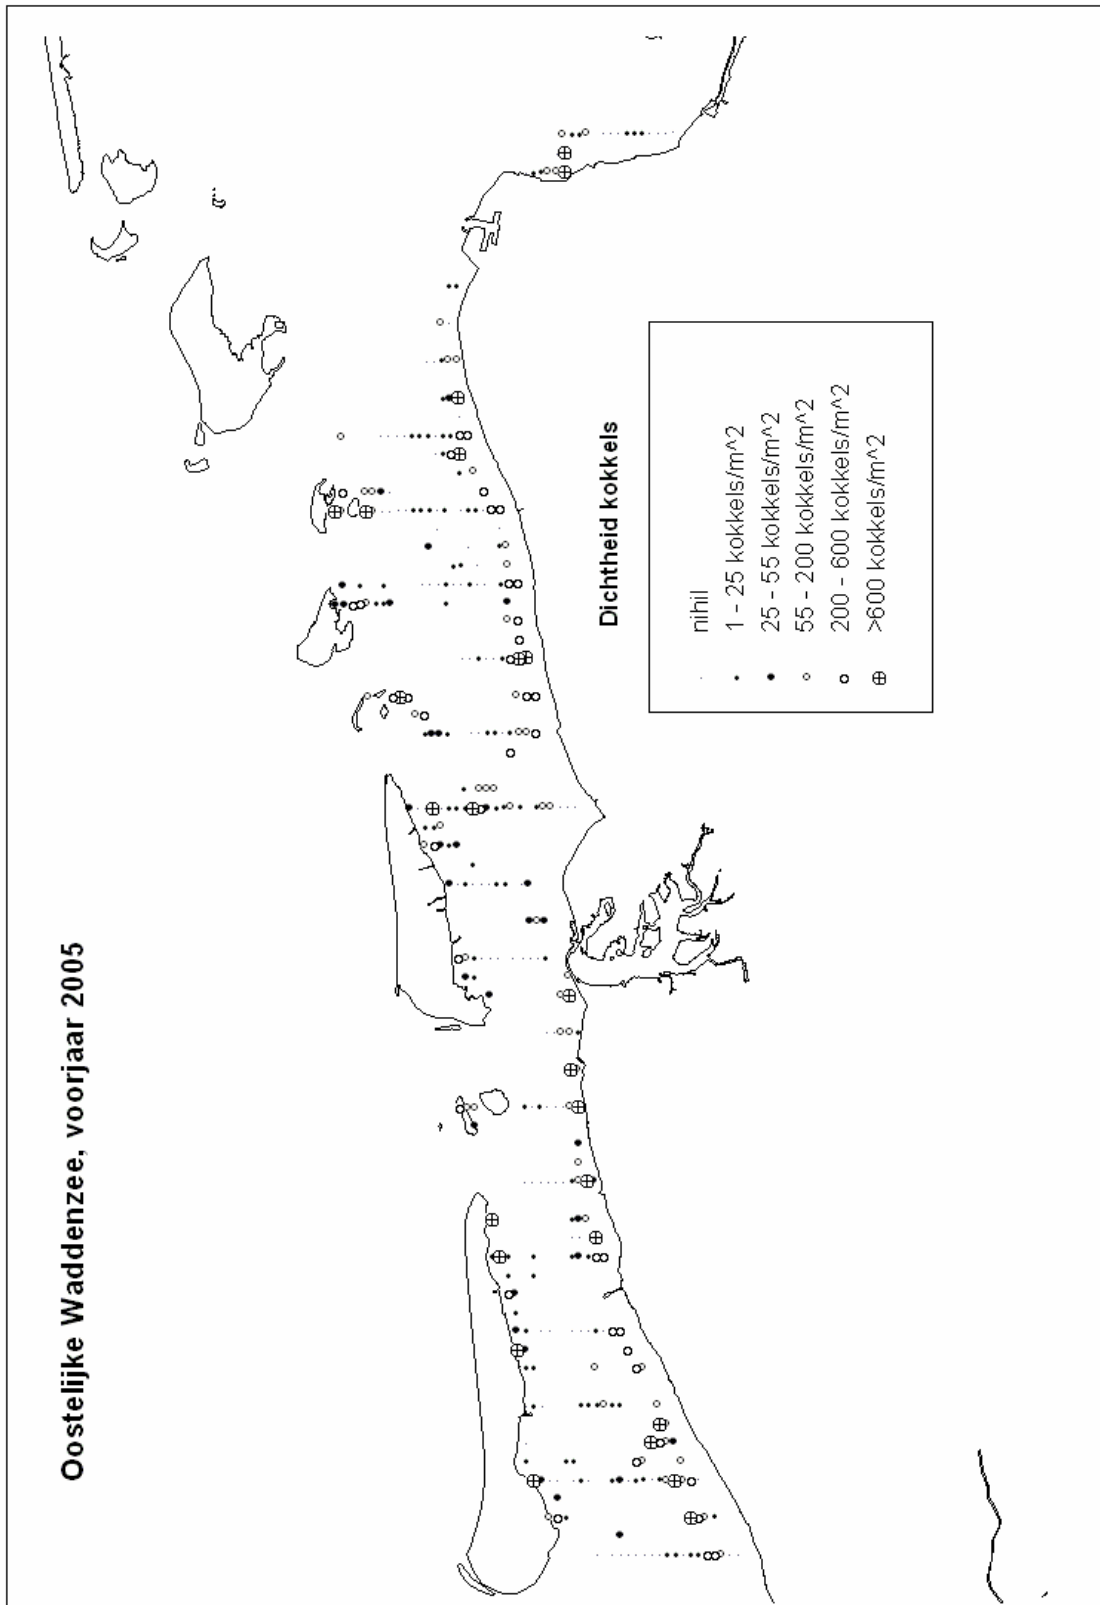 Oostelijke Waddenzee, voorjaar 2005
Dichtheid kokkels
nihil
1 - 25 kokkels/m^2
25 - 55 kokkels/m^2
55 - 200 kokkels/m^2
200 - 600 kokkels/m^2
>600 kokkels/m^2